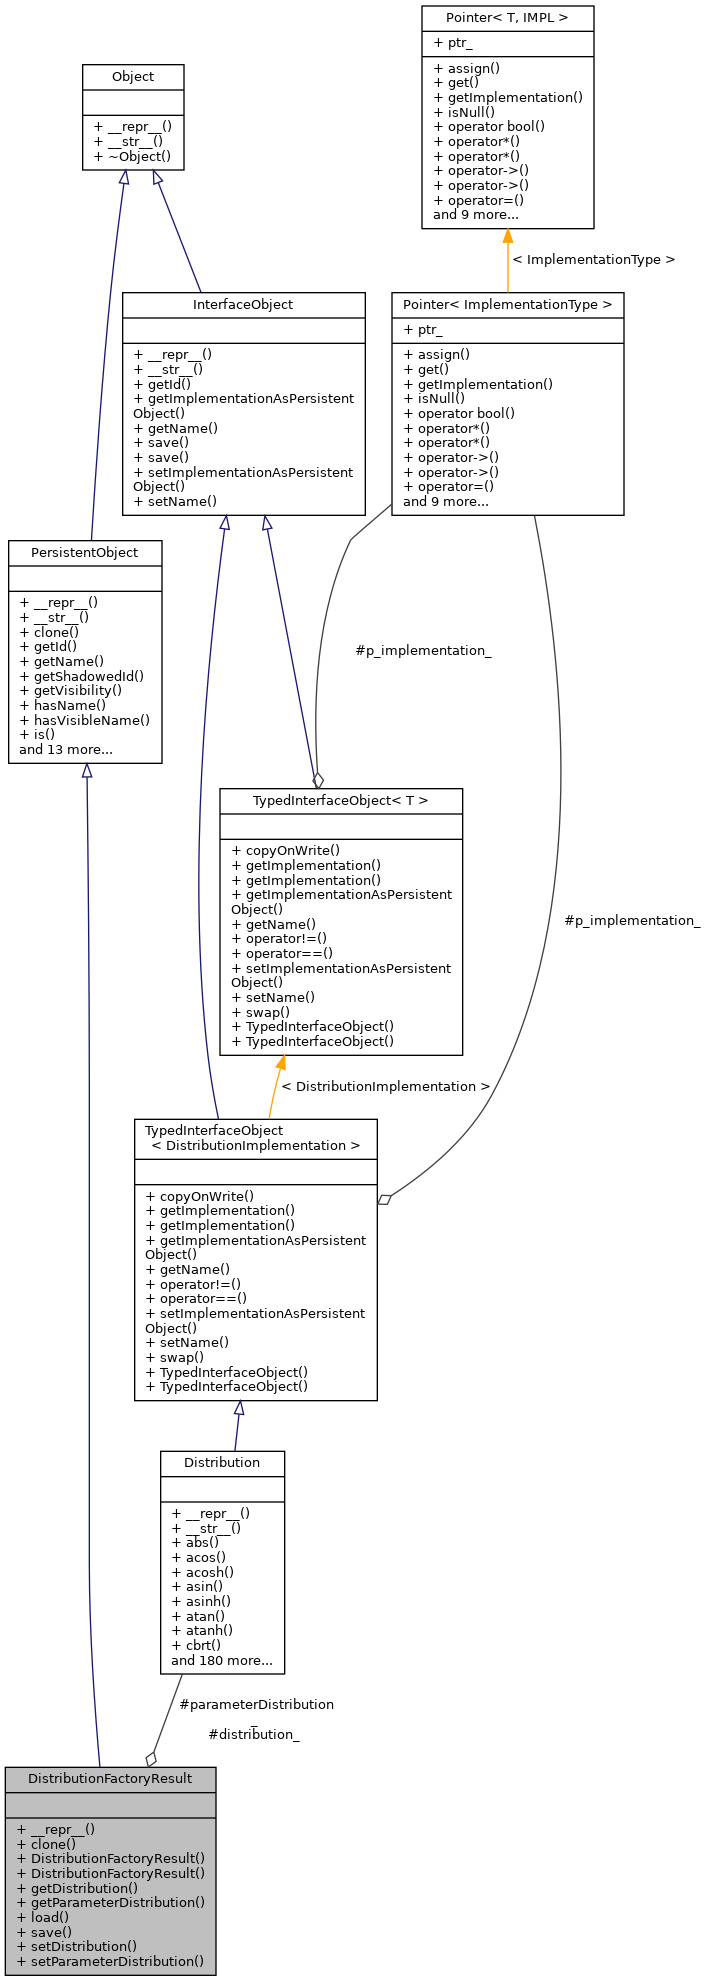 Pointer< T, IMPL >
+ ptr_
+ assign()
+ get()
+ getImplementation()
+ isNull()
+ operator bool()
+ operator*()
+ operator*()
+ operator->()
+ operator->()
+ operator=()
and 9 more...
Object
+ __repr__()
+ __str__()
+ ~Object()
< ImplementationType >
InterfaceObject
+ __repr__()
+ __str__()
+ getId()
+ getImplementationAsPersistent
Object()
+ getName()
+ save()
+ save()
+ setImplementationAsPersistent
Object()
+ setName()
Pointer< ImplementationType >
+ ptr_
+ assign()
+ get()
+ getImplementation()
+ isNull()
+ operator bool()
+ operator*()
+ operator*()
+ operator->()
+ operator->()
+ operator=()
and 9 more...
PersistentObject
+ __repr__()
+ __str__()
+ clone()
+ getId()
+ getName()
+ getShadowedId()
+ getVisibility()
+ hasName()
+ hasVisibleName()
+ is()
and 13 more...
#p_implementation_
TypedInterfaceObject< T >
+ copyOnWrite()
+ getImplementation()
+ getImplementation()
+ getImplementationAsPersistent
Object()
+ getName()
+ operator!=()
+ operator==()
+ setImplementationAsPersistent
Object()
+ setName()
+ swap()
+ TypedInterfaceObject()
+ TypedInterfaceObject()
#p_implementation_
< DistributionImplementation >
TypedInterfaceObject
< DistributionImplementation >
+ copyOnWrite()
+ getImplementation()
+ getImplementation()
+ getImplementationAsPersistent
Object()
+ getName()
+ operator!=()
+ operator==()
+ setImplementationAsPersistent
Object()
+ setName()
+ swap()
+ TypedInterfaceObject()
+ TypedInterfaceObject()
Distribution
+ __repr__()
+ __str__()
+ abs()
+ acos()
+ acosh()
+ asin()
+ asinh()
+ atan()
+ atanh()
+ cbrt()
and 180 more...
#parameterDistribution
_
#distribution_
DistributionFactoryResult
+ __repr__()
+ clone()
+ DistributionFactoryResult()
+ DistributionFactoryResult()
+ getDistribution()
+ getParameterDistribution()
+ load()
+ save()
+ setDistribution()
+ setParameterDistribution()